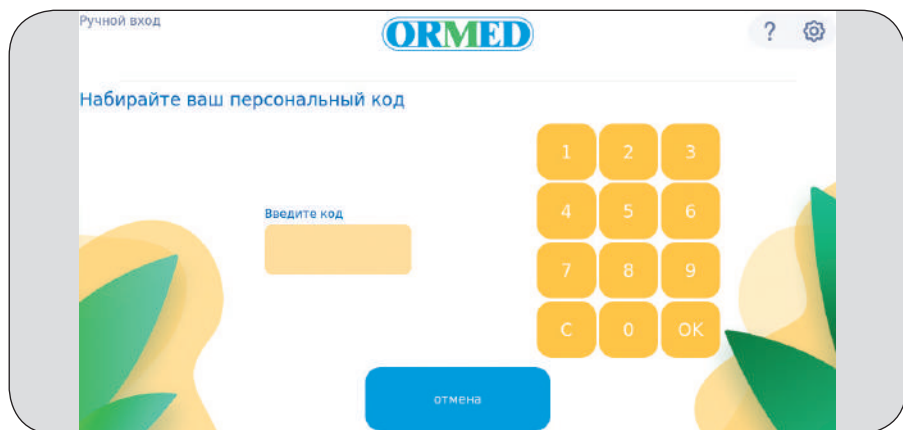 Ручной вход
ORMED
?
Набирайте ваш персональный код
1 2 3
Введите код
4 5 6
7 8 9
C 0 OK
отмена